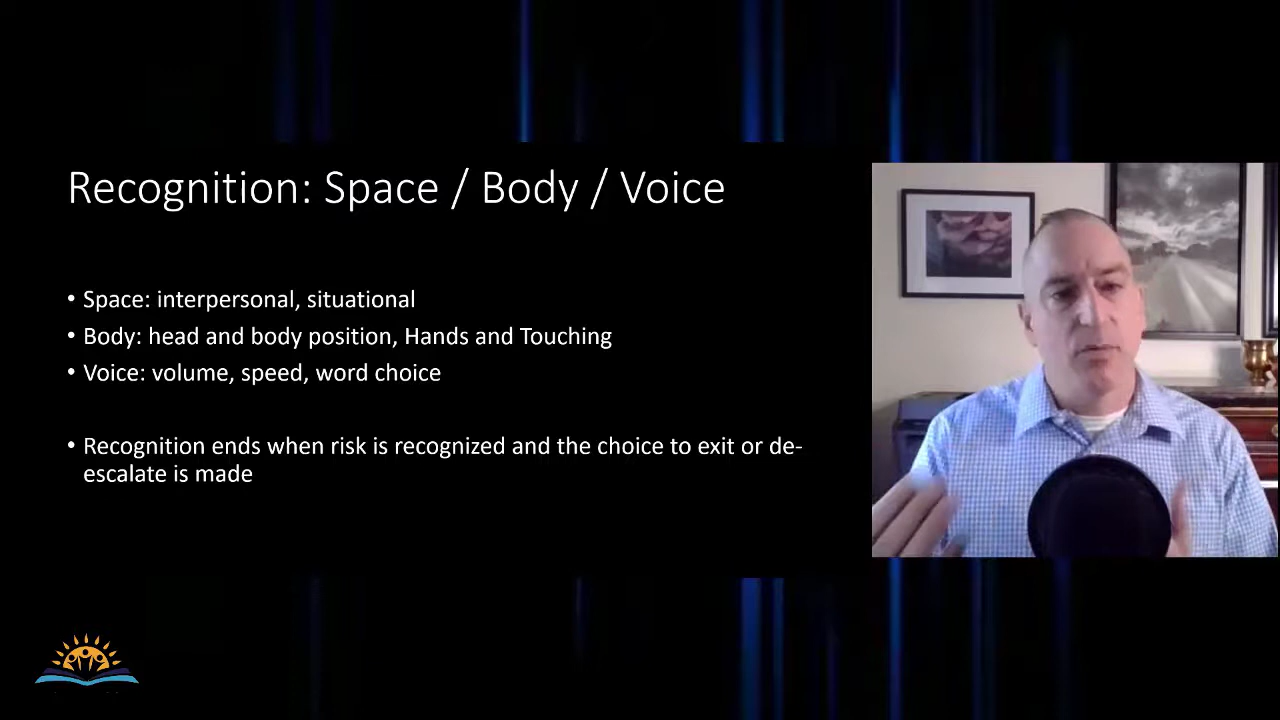 Recognition: Space / Body / Voice
• Space: interpersonal, situational
• Body: head and body position, Hands and Touching
• Voice: volume, speed, word choice
• Recognition ends when risk is recognized and the choice to exit or de-
escalate is made